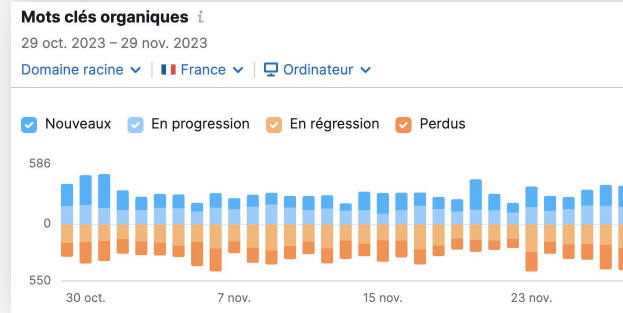 Mots clés organiques i
29 oct. 2023 – 29 nov. 2023
Domaine racine France Ordinateur
Nouveaux En progression En régression Perdus
586
0
550
30 oct. 7 nov. 15 nov. 23 nov.